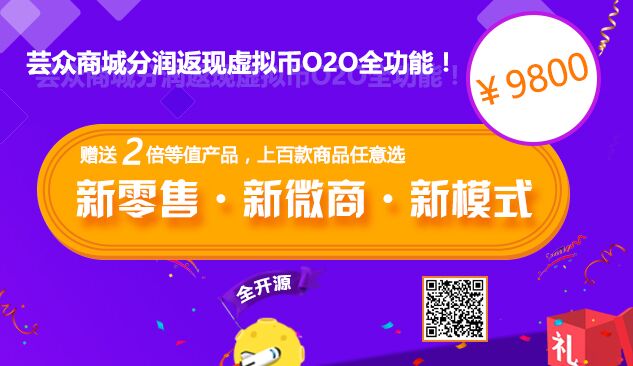 芸众商城分润返现虚拟币O2O全功能！
¥9800
赠送2倍等值产品，上百款商品任意选
新零售·新微商·新模式
全开源
礼